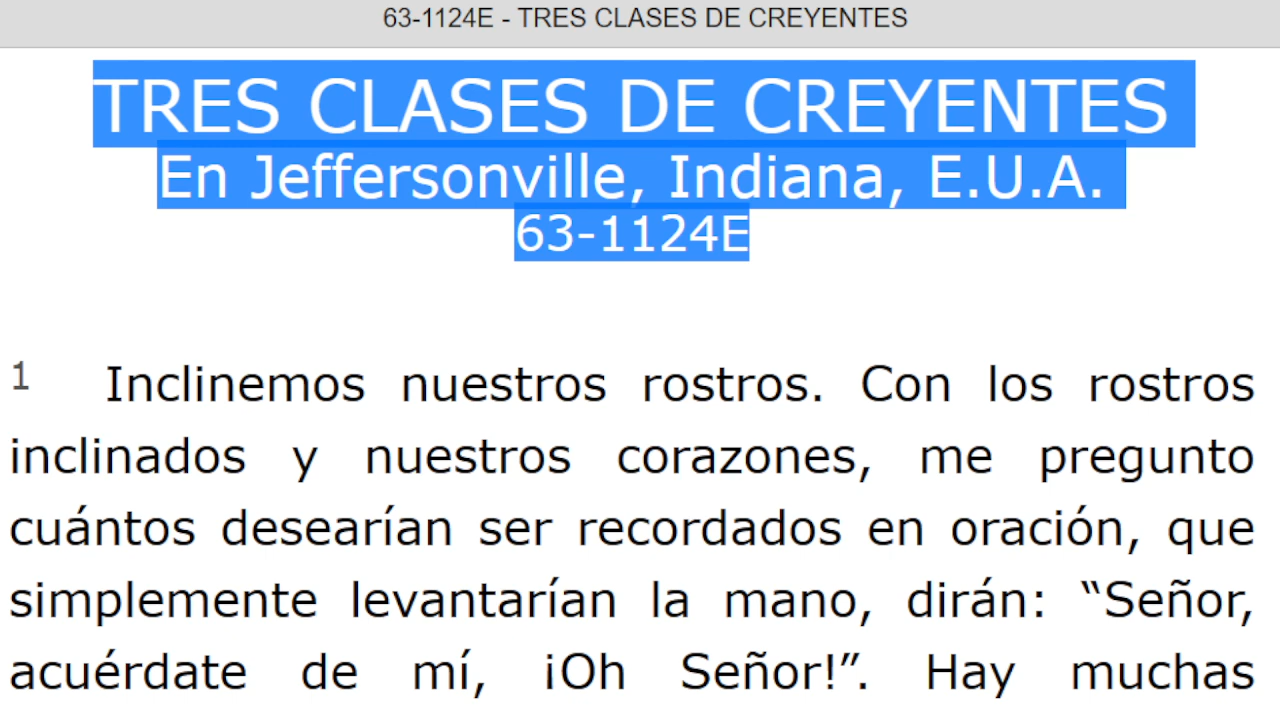 63-1124E - TRES CLASES DE CREYENTES
TRES CLASES DE CREYENTES
En Jeffersonville, Indiana, E.U.A.
63-1124E
1 Inclinemos nuestros rostros. Con los rostros
inclinados y nuestros corazones, me pregunto
cuántos desearían ser recordados en oración, que
simplemente levantarían la mano, dirán: “Señor,
acuérdate de mí, ¡Oh Señor!”. Hay muchas